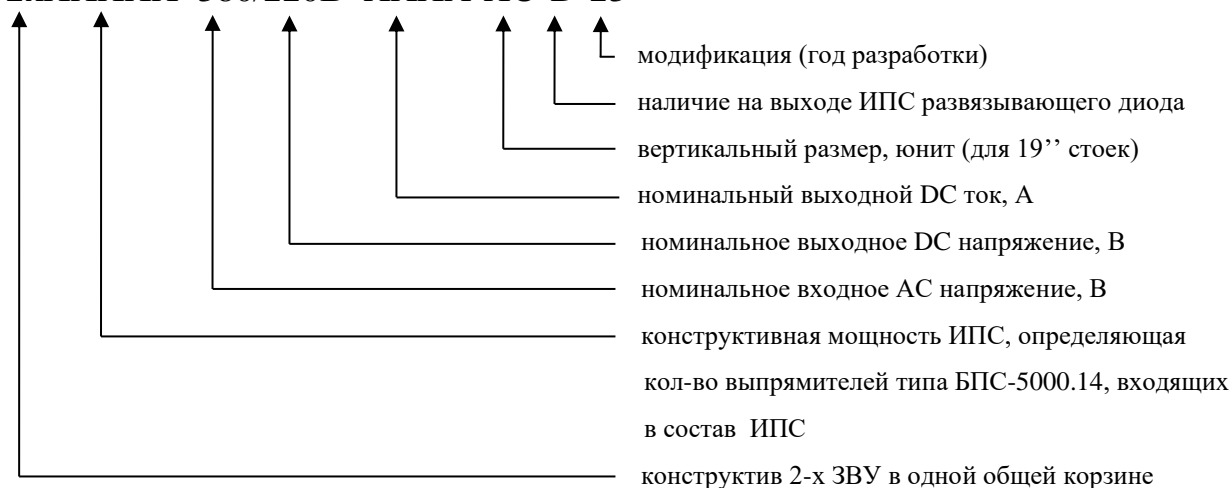 модификация (год разработки)
наличие на выходе ИПС развязывающего диода
вертикальный размер, юнит (для 19’’ стоек)
номинальный выходной DC ток, А
номинальное выходное DC напряжение, В
номинальное входное AC напряжение, В
конструктивная мощность ИПС, определяющая
кол-во выпрямителей типа БПС-5000.14, входящих
в состав ИПС
конструктив 2-х ЗВУ в одной общей корзине